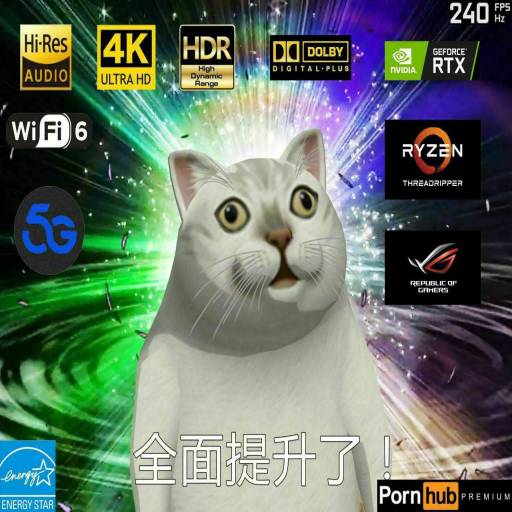 240 FPS
Hz
Hi-Res
AUDIO
4K
ULTRA HD
HDR
High
Dynamic
Range
DOLBY
DIGITAL·PLUS
NVIDIA.
GEFORCE
RTX
WiFi 6
RYZEN
THREADRIPPER
5G
REPUBLIC OF
GAMERS
全面提升了！
energy
ENERGY STAR
Pornhub PREMIUM